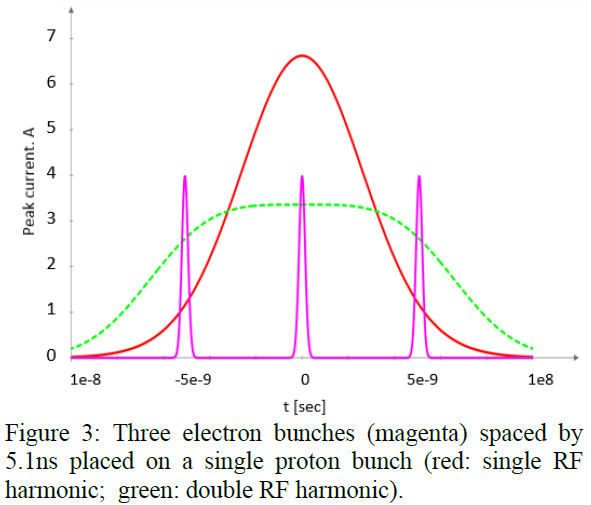 7
6
5
4
3
2
1
0
Peak current. A
1e-8 -5e-9 0 5e-9 1e8
t [sec]
Figure 3: Three electron bunches (magenta) spaced by
5.1ns placed on a single proton bunch (red: single RF
harmonic; green: double RF harmonic).